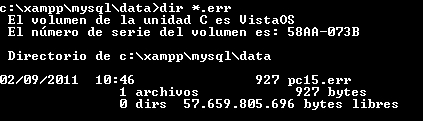 c:\xampp\mysql\data>dir *.err
El volumen de la unidad C es VistaOS
El número de serie del volumen es: 58AA-073B
Directorio de c:\xampp\mysql\data
02/09/2011 10:46 927 pc15.err
1 archivos 927 bytes
0 dirs 57.659.805.696 bytes libres